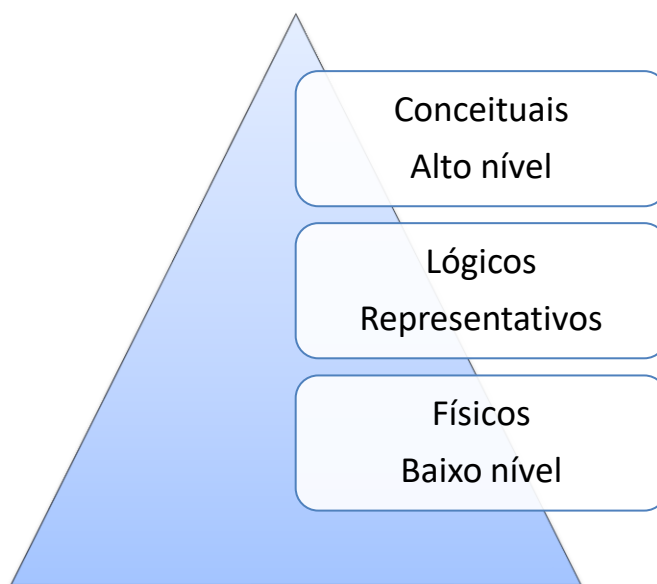 Conceituais
Alto nível
Lógicos
Representativos
Físicos
Baixo nível